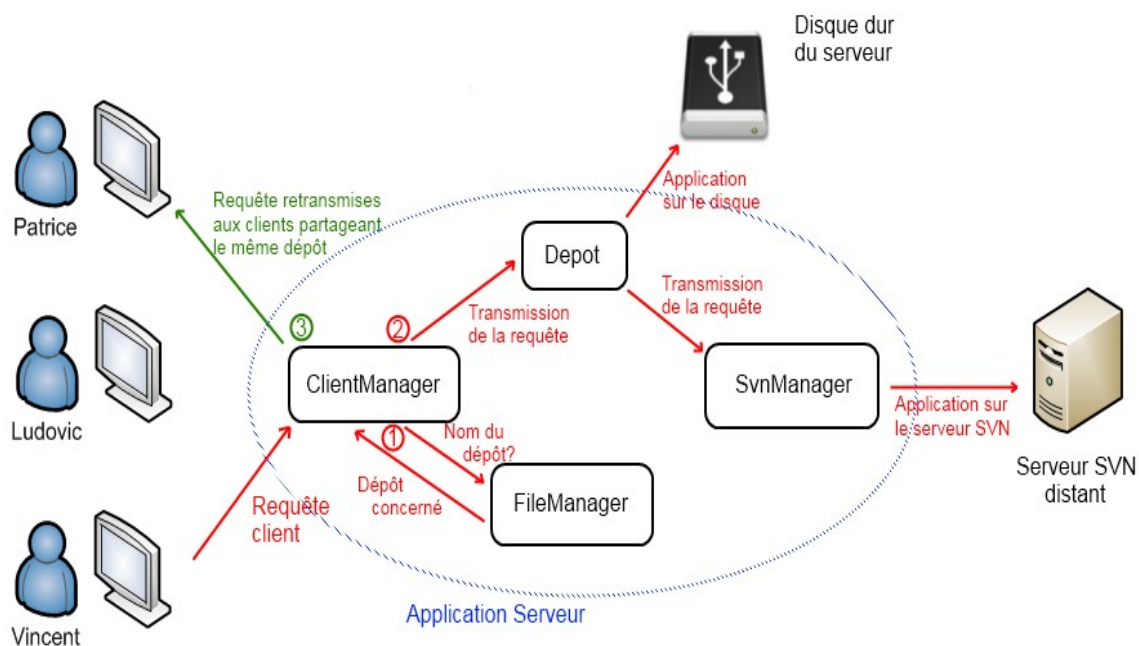 Disque dur
du serveur
Patrice
Requête retransmises
aux clients partageant
le même dépôt
Application
sur le disque
Depot
Transmission
de la requête
Transmission
de la requête
3
2
ClientManager
SvnManager
Ludovic
Application sur
le serveur SVN
1
Nom du
dépôt?
Dépôt
concerné
FileManager
Serveur SVN
distant
Requête
client
Application Serveur
Vincent